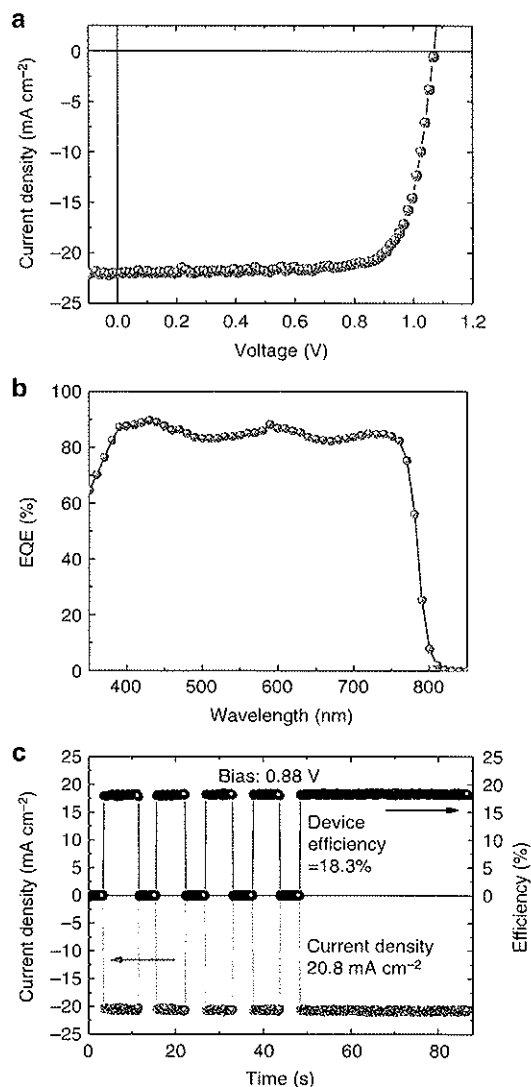 a
0
−5
−10
−15
−20
−25
Current density (mA cm⁻²)
0.0 0.2 0.4 0.6 0.8 1.0 1.2
Voltage (V)
b
100
80
60
40
20
0
EQE (%)
400 500 600 700 800
Wavelength (nm)
c
25 25
20 Bias: 0.88 V 20
15 15
10 Device 10
5 efficiency 5
=18.3%
0 0
−5
−10 Current density
−15 20.8 mA cm⁻²
−20
−25
Current density (mA cm⁻²)
Efficiency (%)
0 20 40 60 80
Time (s)